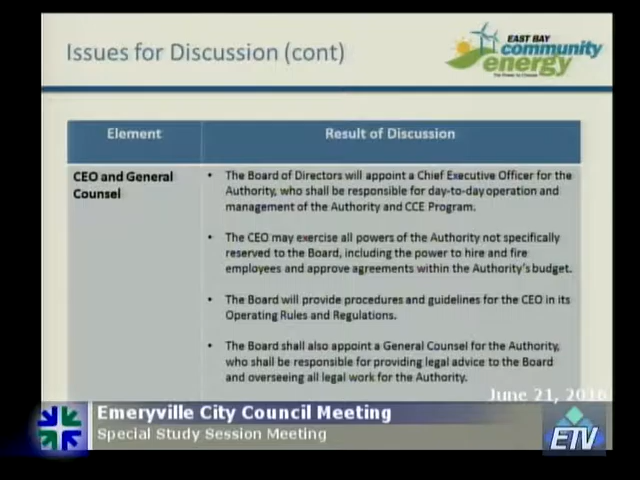 Issues for Discussion (cont)
EAST BAY
community
energy
Element
Result of Discussion
CEO and General
Counsel
• The Board of Directors will appoint a Chief Executive Officer for the
Authority, who shall be responsible for day-to-day operation and
management of the Authority and CCE Program.
• The CEO may exercise all powers of the Authority not specifically
reserved to the Board, including the power to hire and fire
employees and approve agreements within the Authority's budget.
• The Board will provide procedures and guidelines for the CEO in its
Operating Rules and Regulations.
• The Board shall also appoint a General Counsel for the Authority,
who shall be responsible for providing legal advice to the Board
and overseeing all legal work for the Authority.
June 21, 2016
Emeryville City Council Meeting
Special Study Session Meeting
ETV